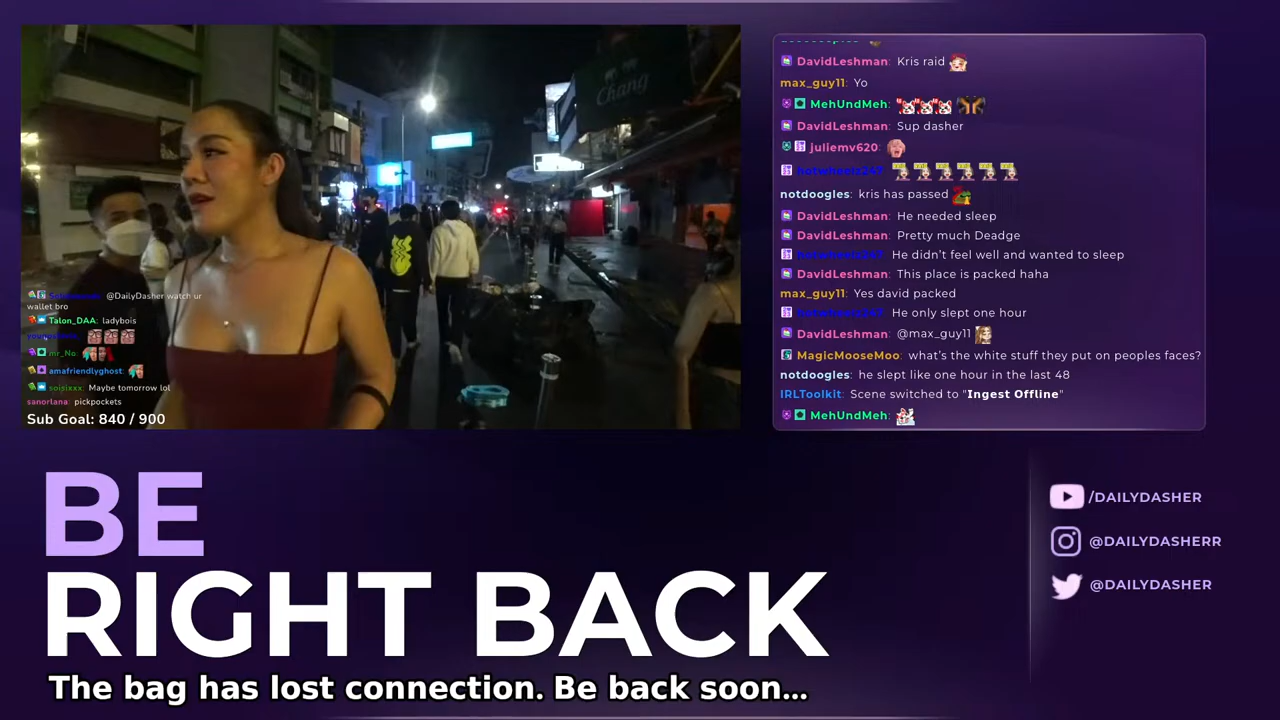 Chang
@DailyDasher watch ur
wallet bro
Talon_DAA: ladybois
mr_No:
amafriendlyghost:
soisixxx: Maybe tomorrow lol
sanorlana: pickpockets
Sub Goal: 840 / 900
DavidLeshman: Kris raid
max_guy11: Yo
MehUndMeh:
DavidLeshman: Sup dasher
juliemv620:
hotwheelz247:
notdoogles: kris has passed
DavidLeshman: He needed sleep
DavidLeshman: Pretty much Deadge
hotwheelz247: He didn't feel well and wanted to sleep
DavidLeshman: This place is packed haha
max_guy11: Yes david packed
hotwheelz247: He only slept one hour
DavidLeshman: @max_guy11
MagicMooseMoo: what's the white stuff they put on peoples faces?
notdoogles: he slept like one hour in the last 48
IRLToolkit: Scene switched to "Ingest Offline"
MehUndMeh:
BE
RIGHT BACK
The bag has lost connection. Be back soon...
/DAILYDASHER
@DAILYDASHERR
@DAILYDASHER